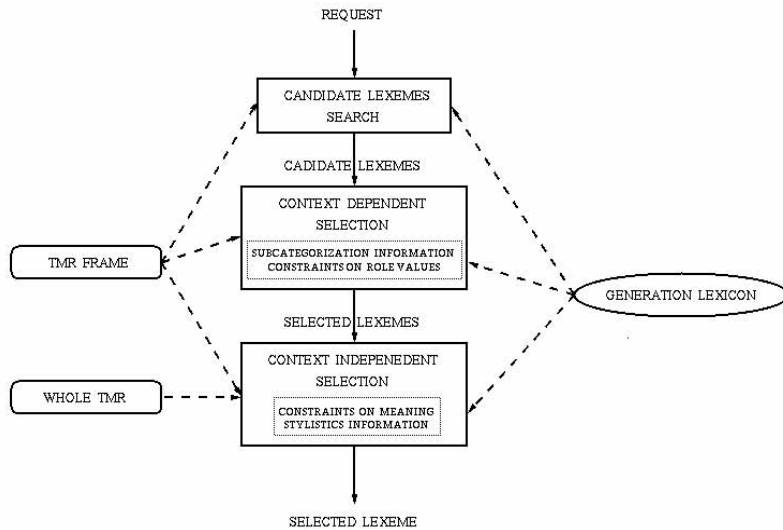 REQUEST
CANDIDATE LEXEMES
SEARCH
CADIDATE LEXEMES
CONTEXT DEPENDENT
SELECTION
SUBCATEGORIZATION INFORMATION
CONSTRAINTS ON ROLE VALUES
TMR FRAME
GENERATION LEXICON
SELECTED LEXEMES
CONTEXT INDEPENEDENT
SELECTION
WHOLE TMR
CONSTRAINTS ON MEANING
STYLISTICS INFORMATION
SELECTED LEXEME